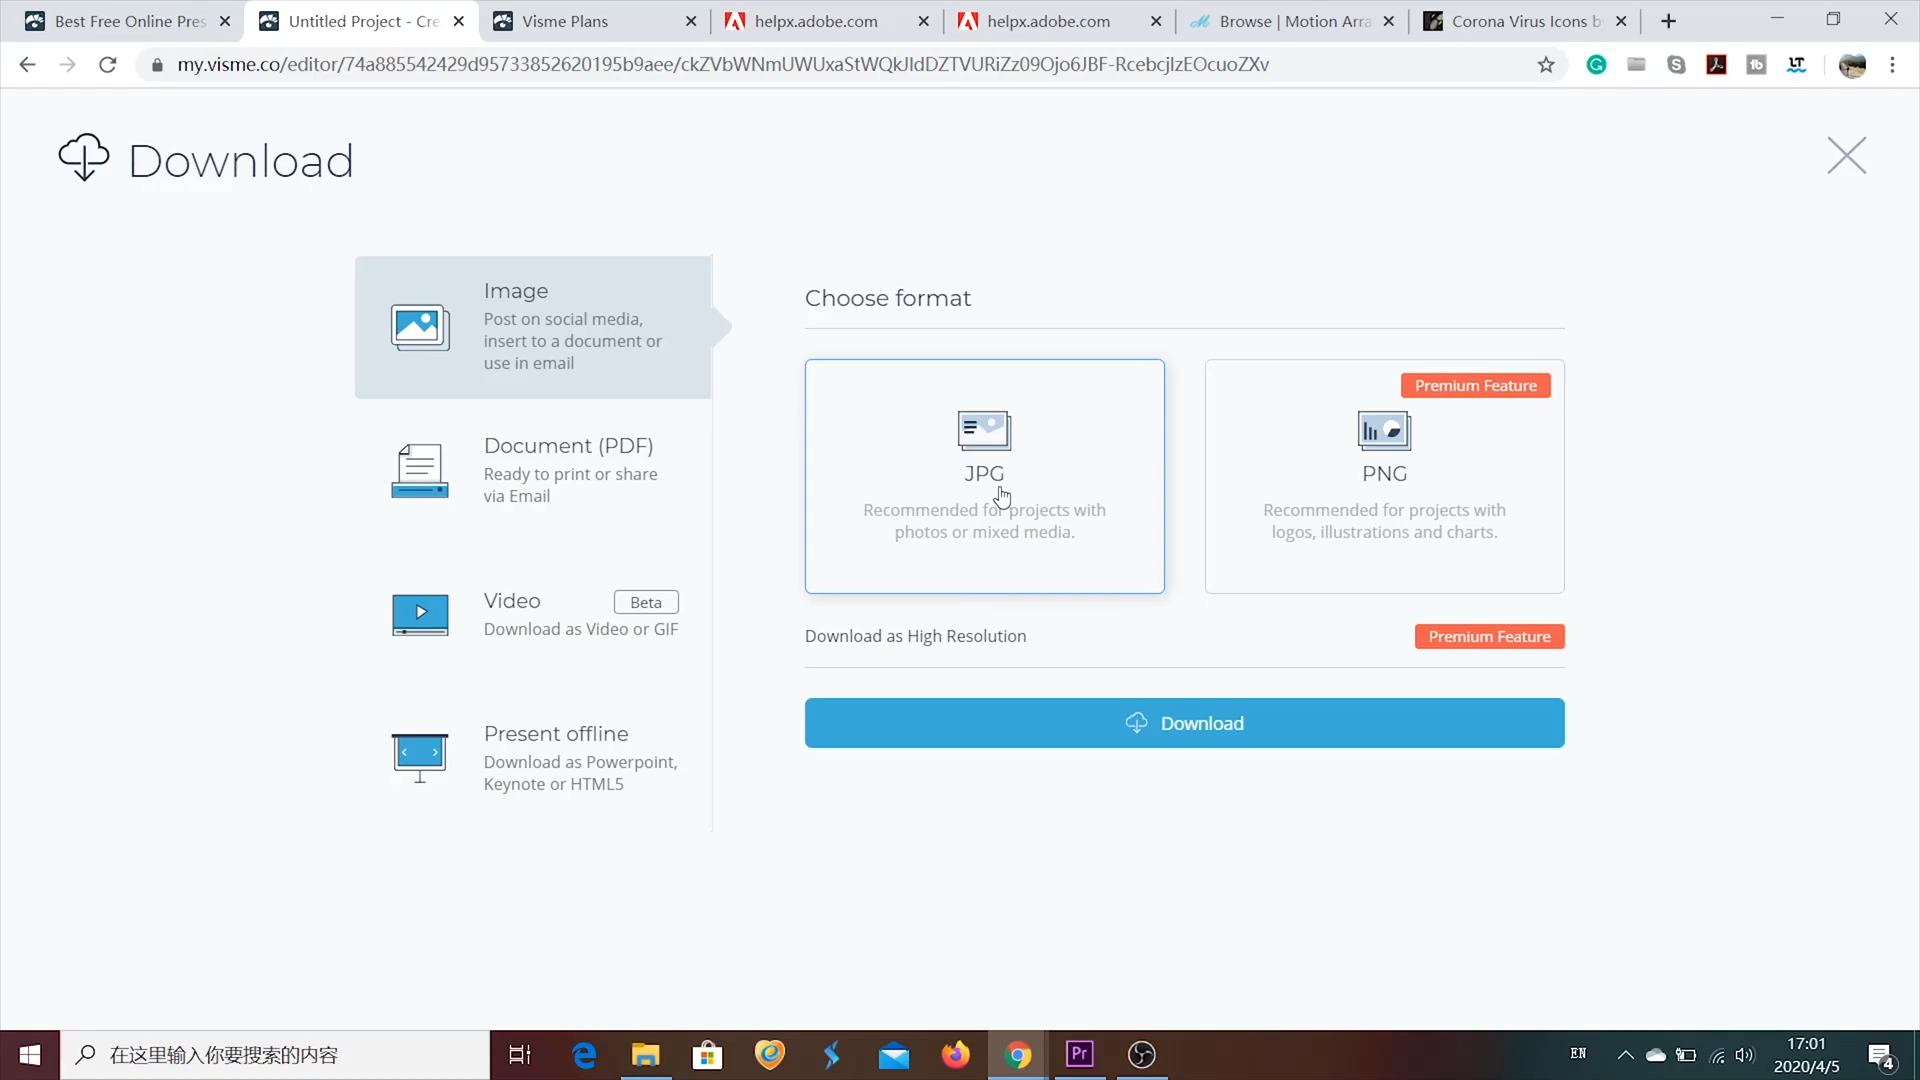 Best Free Online Pres
Untitled Project - Cre
Visme Plans
helpx.adobe.com
helpx.adobe.com
Browse | Motion Arra
Corona Virus Icons b
my.visme.co/editor/74a885542429d95733852620195b9aee/ckZVbWNmUWUxaStWQkJIdDZTVURiZz09Ojo6JBF-RcebcjIzEOcuoZXv
Download
Image
Post on social media,
insert to a document or
use in email
Document (PDF)
Ready to print or share
via Email
Video
Beta
Download as Video or GIF
Present offline
Download as Powerpoint,
Keynote or HTML5
Choose format
JPG
Recommended for projects with
photos or mixed media.
Premium Feature
PNG
Recommended for projects with
logos, illustrations and charts.
Download as High Resolution
Premium Feature
Download
在这里输入你要搜索的内容
Pr
EN
17:01
2020/4/5
4